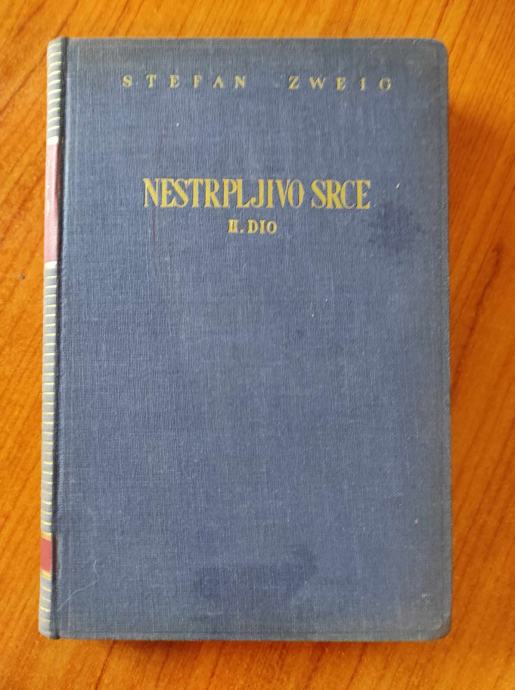 STEFAN ZWEIG
NESTRPLJIVO SRCE
II. DIO